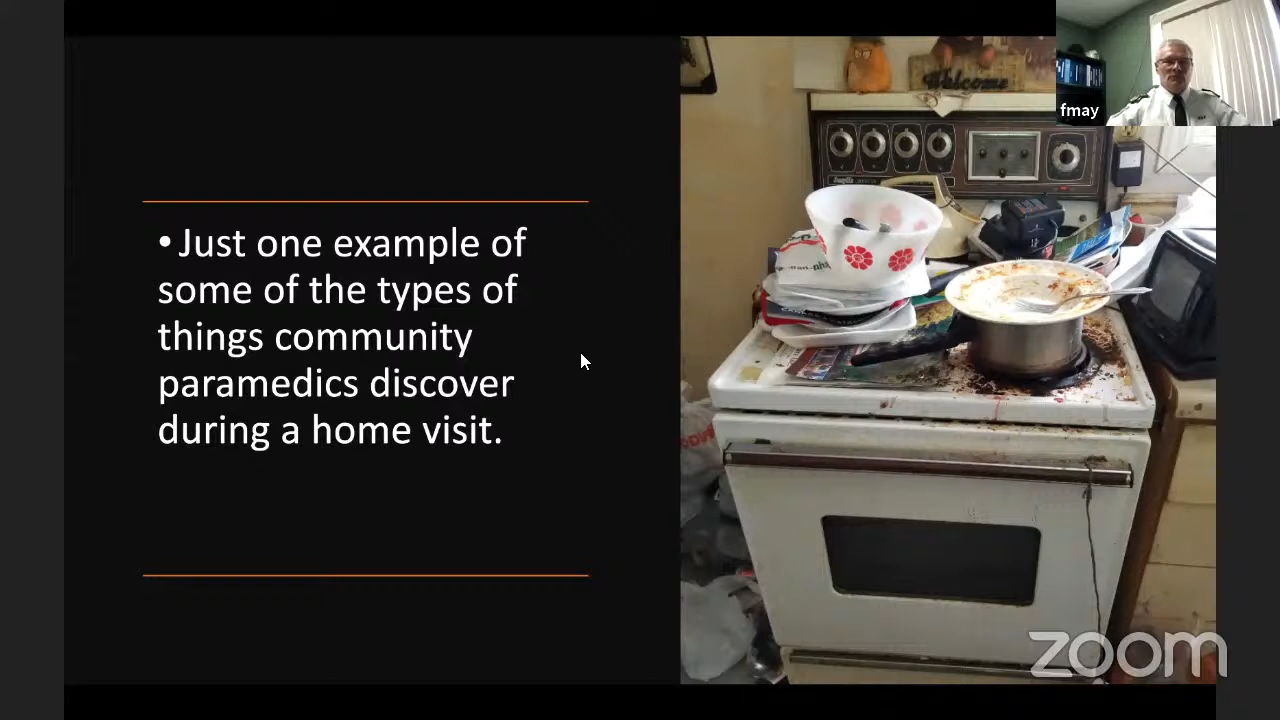 Welcome
fmay
• Just one example of
some of the types of
things community
paramedics discover
during a home visit.
zoom